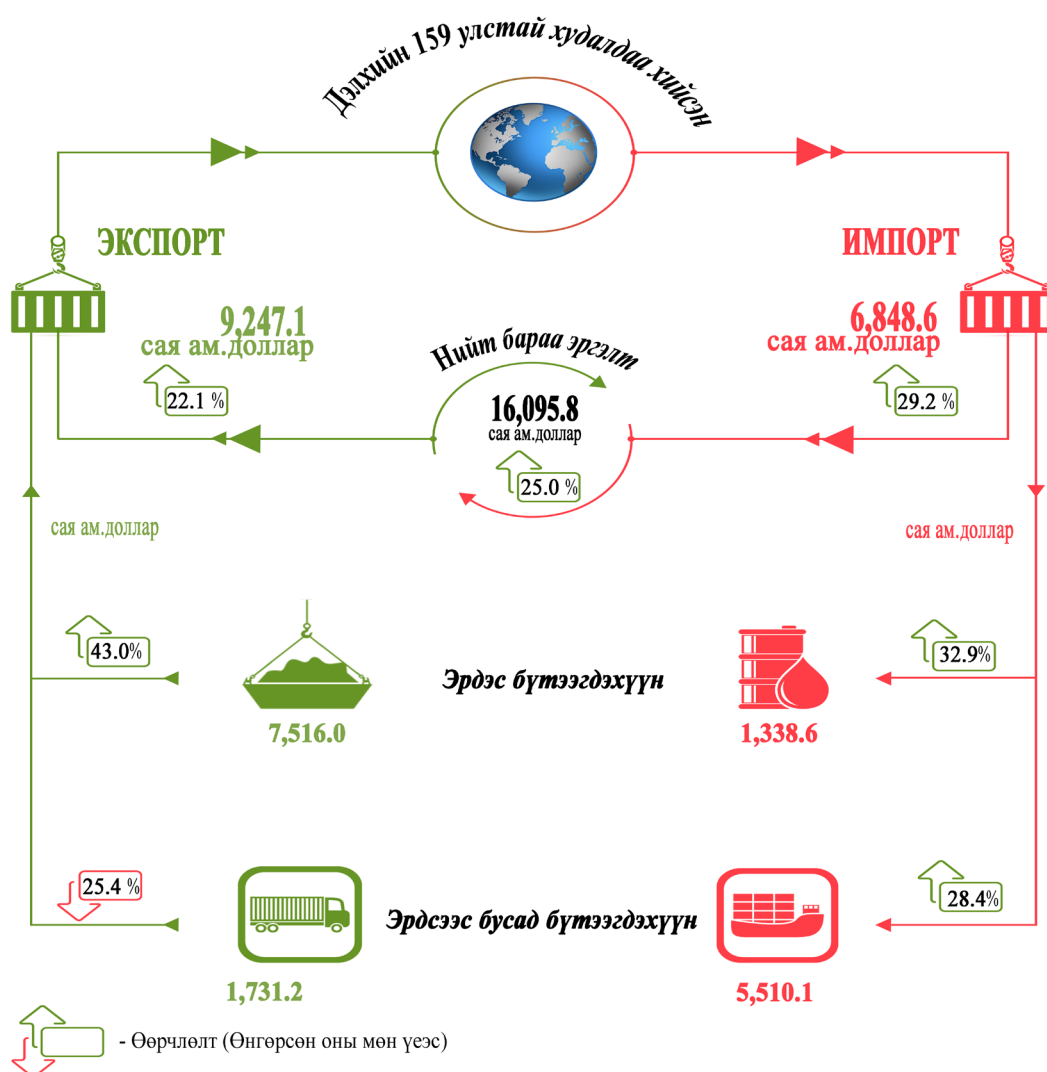 Дэлхийн 159 улстай худалдаа хийсэн
ЭКСПОРТ
ИМПОРТ
9,247.1
сая ам.доллар
22.1 %
6,848.6
сая ам.доллар
29.2 %
Нийт бараа эргэлт
16,095.8
сая ам.доллар
25.0 %
сая ам.доллар
сая ам.доллар
43.0%
32.9%
Эрдэс бүтээгдэхүүн
7,516.0
1,338.6
25.4 %
28.4%
Эрдсээс бусад бүтээгдэхүүн
1,731.2
5,510.1
- Өөрчлөлт (Өнгөрсөн оны мөн үеэс)